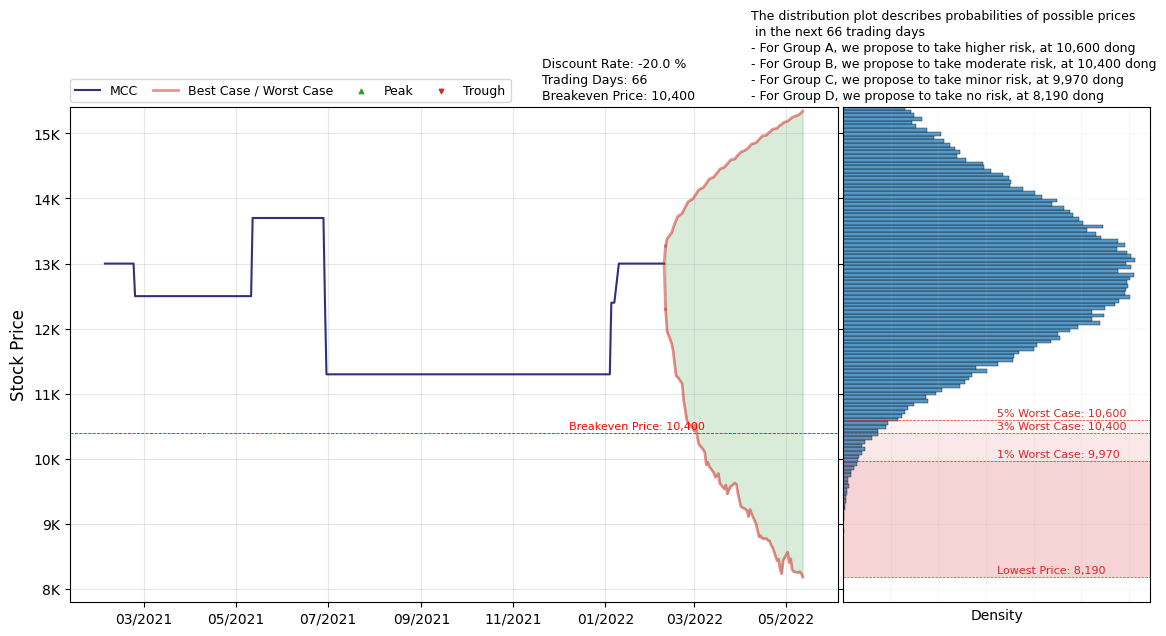 The distribution plot describes probabilities of possible prices
in the next 66 trading days
- For Group A, we propose to take higher risk, at 10,600 dong
- For Group B, we propose to take moderate risk, at 10,400 dong
- For Group C, we propose to take minor risk, at 9,970 dong
- For Group D, we propose to take no risk, at 8,190 dong
Discount Rate: -20.0 %
Trading Days: 66
Breakeven Price: 10,400
MCC
Best Case / Worst Case
Peak
Trough
Stock Price
15K
14K
13K
12K
11K
10K
9K
8K
Breakeven Price: 10,400
03/2021
05/2021
07/2021
09/2021
11/2021
01/2022
03/2022
05/2022
5% Worst Case: 10,600
3% Worst Case: 10,400
1% Worst Case: 9,970
Lowest Price: 8,190
Density